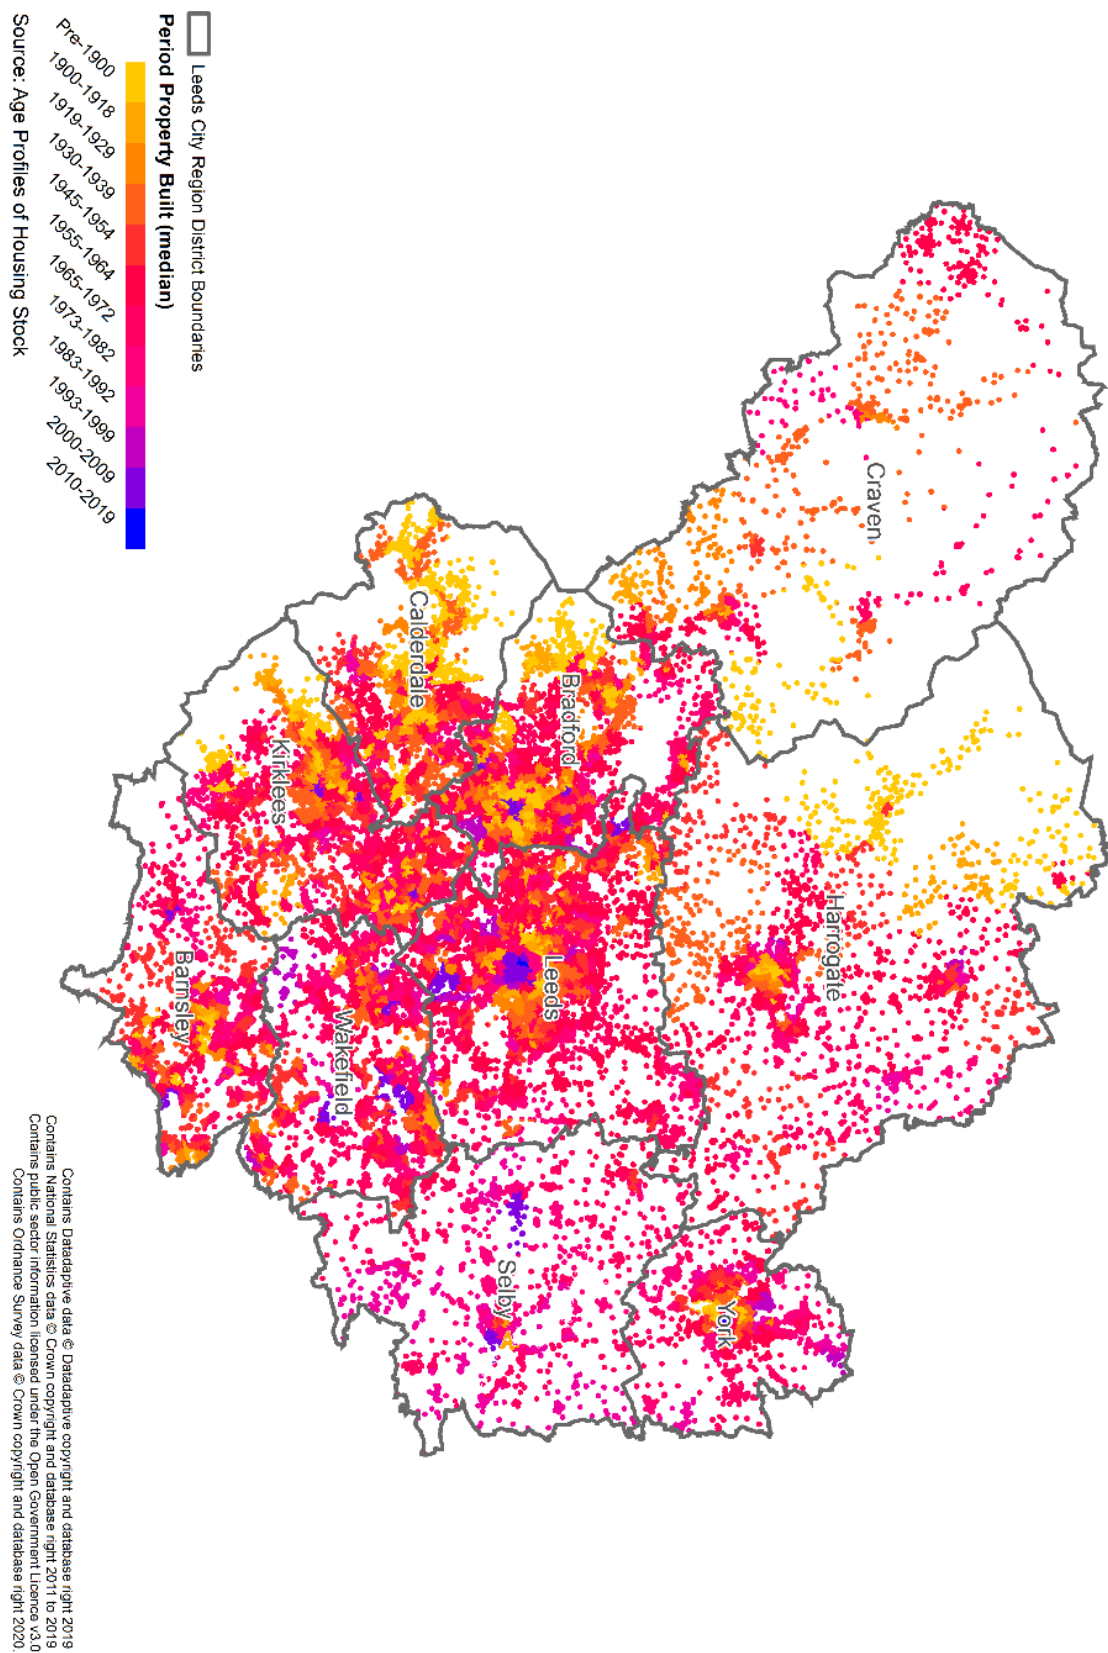 Craven
Harrogate
Bradford
Calderdale
Leeds
York
Kirklees
Wakefield
Selby
Barnsley
Leeds City Region District Boundaries
Period Property Built (median)
Pre-1900
1900-1918
1919-1929
1930-1939
1945-1954
1955-1964
1965-1972
1973-1982
1983-1992
1993-1999
2000-2009
2010-2019
Source: Age Profiles of Housing Stock
Contains Datadaptive data © Datadaptive copyright and database right 2019
Contains National Statistics data © Crown copyright and database right 2011 to 2019
Contains public sector information licensed under the Open Government Licence v3.0
Contains Ordnance Survey data © Crown copyright and database right 2020.